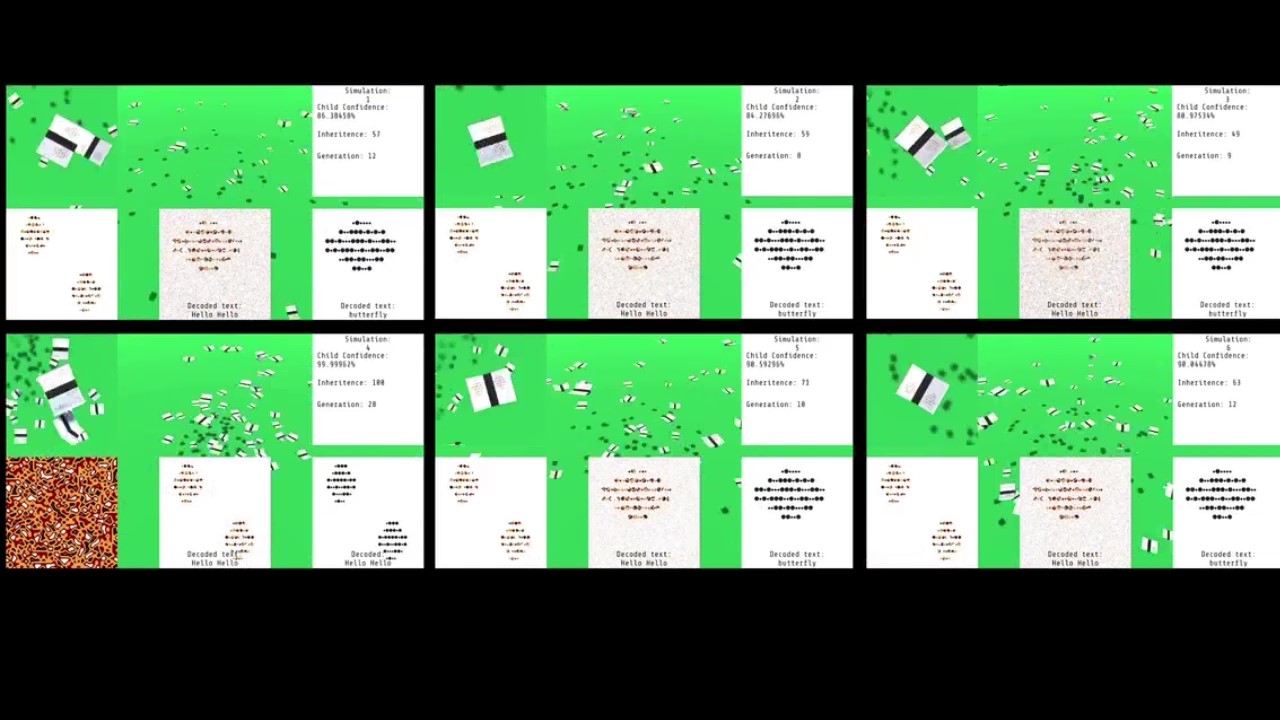 Simulation:
1
Child Confidence:
86.38450%
Inheritence: 57
Generation: 12
Decoded text:
Hello Hello
Decoded text:
butterfly
Simulation:
2
Child Confidence:
84.27696%
Inheritence: 59
Generation: 8
Decoded text:
Hello Hello
Decoded text:
butterfly
Simulation:
3
Child Confidence:
80.97534%
Inheritence: 49
Generation: 9
Decoded text:
Hello Hello
Decoded text:
butterfly
Simulation:
4
Child Confidence:
99.99962%
Inheritence: 100
Generation: 28
Decoded text:
Hello Hello
Decoded
Hello Hello
Simulation:
5
Child Confidence:
90.59296%
Inheritence: 71
Generation: 10
Decoded text:
Hello Hello
Decoded text:
butterfly
Simulation:
6
Child Confidence:
90.04478%
Inheritence: 63
Generation: 12
Decoded text:
Hello Hello
Decoded text:
butterfly